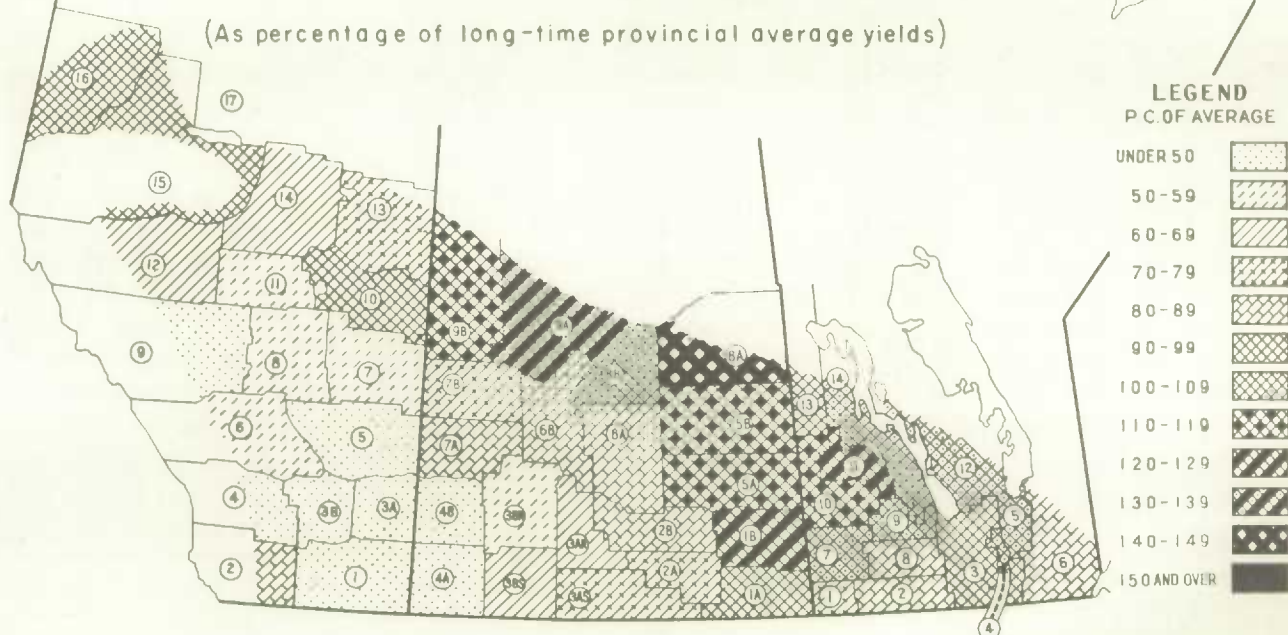 (As percentage of long-time provincial average yields)
LEGEND
P C.OF AVERAGE
UNDER 50
50-59
60-69
70-79
80-89
90-99
100-109
110-119
120-129
130-139
140-149
150 AND OVER
16
17
15
14
13
12
11
10
9
8
7
6
5
4
3B
3A
2
1
9B
8A
7B
6B
6A
7A
5B
5A
4B
3BN
3AN
2B
1B
4A
3BS
3AS
2A
1A
14
13
12
11
10
9
5
7
8
3
6
1
2
4